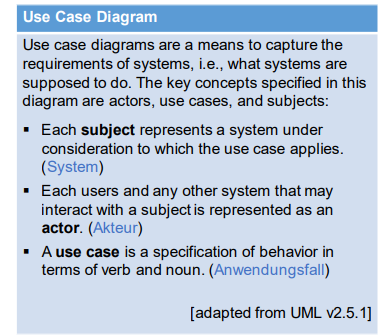 Use Case Diagram
Use case diagrams are a means to capture the
requirements of systems, i.e., what systems are
supposed to do. The key concepts specified in this
diagram are actors, use cases, and subjects:
▪ Each subject represents a system under
consideration to which the use case applies.
(System)
▪ Each users and any other system that may
interact with a subject is represented as an
actor. (Akteur)
▪ A use case is a specification of behavior in
terms of verb and noun. (Anwendungsfall)
[adapted from UML v2.5.1]